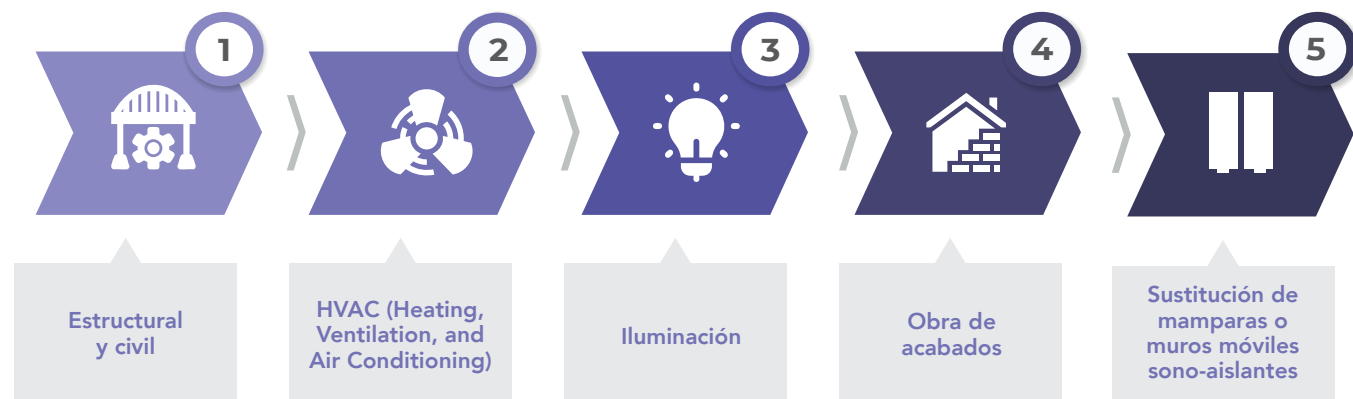 1
2
3
4
5
Estructural
y civil
HVAC (Heating,
Ventilation, and
Air Conditioning)
Iluminación
Obra de
acabados
Sustitución de
mamparas o
muros móviles
sono-aislantes